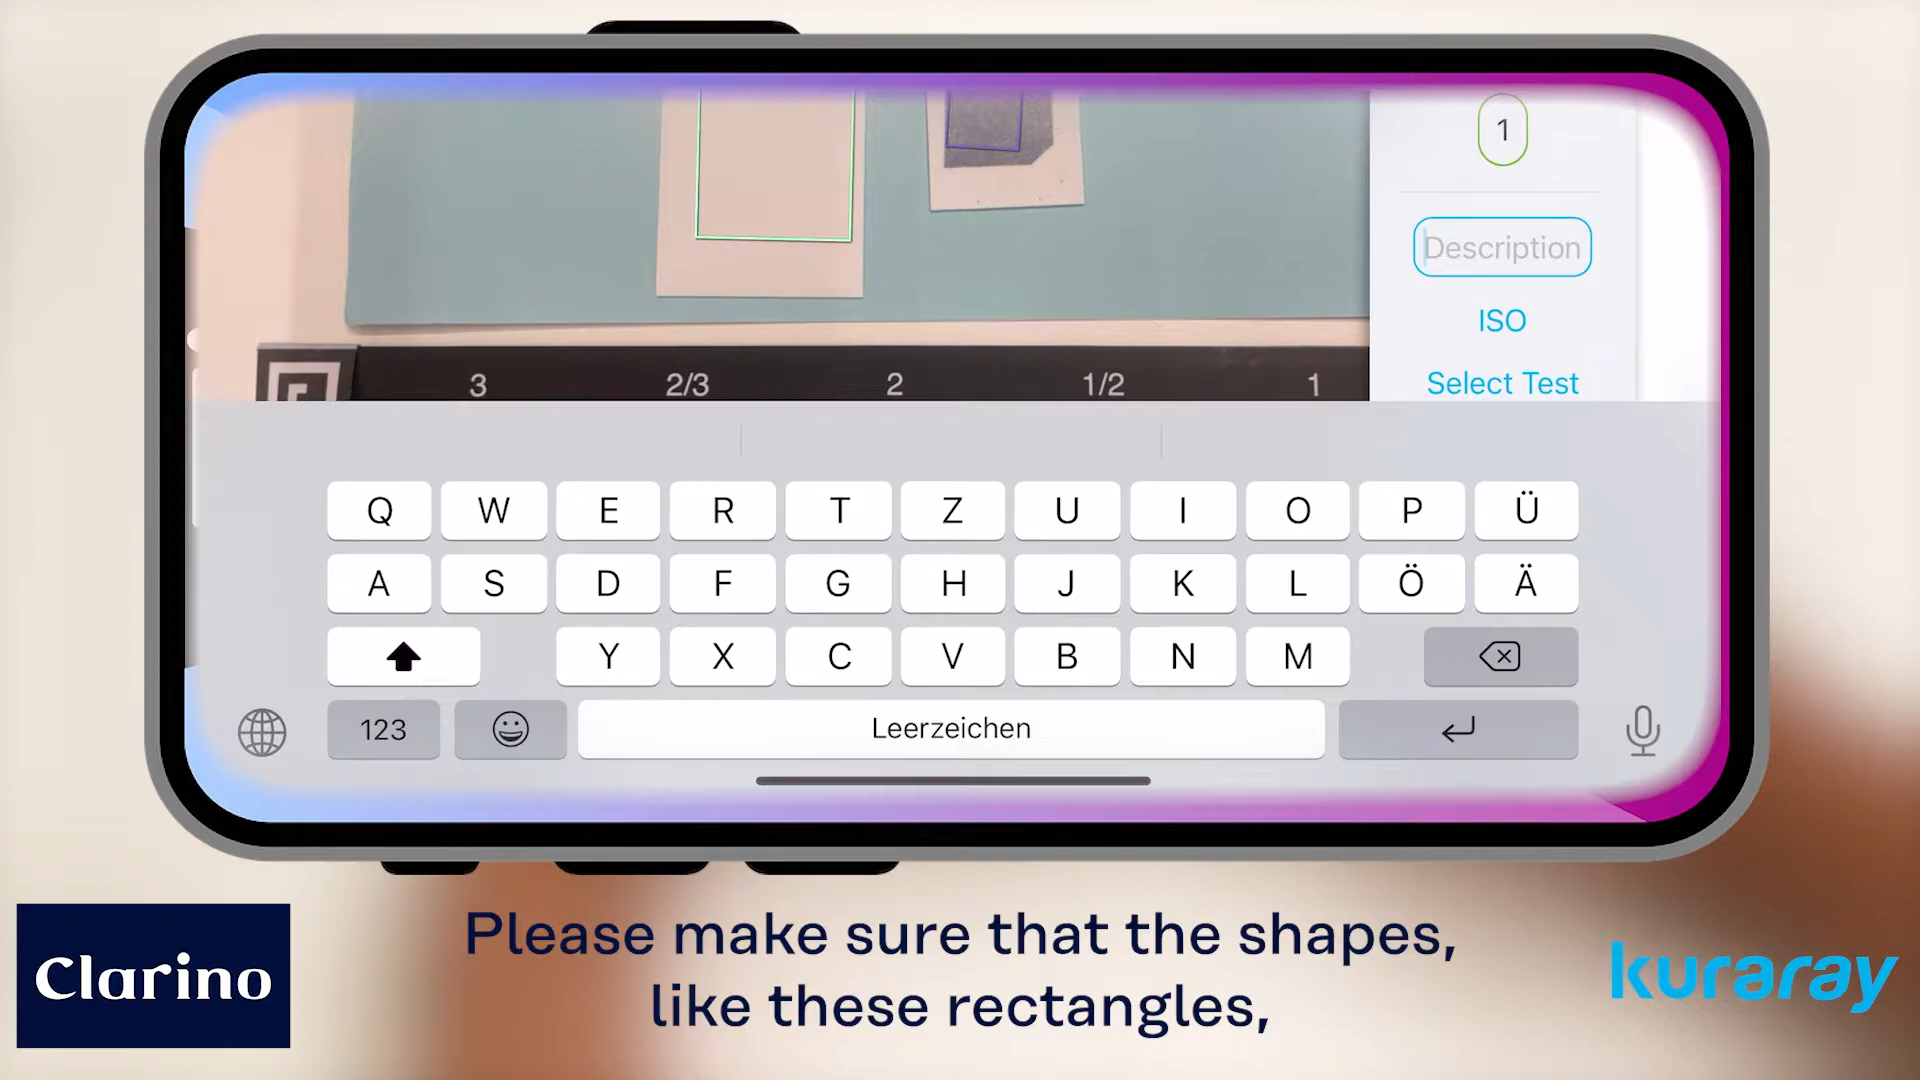 1
Description
ISO
Select Test
3 2/3 2 1/2 1
Q W E R T Z U I O P Ü
A S D F G H J K L Ö Ä
Y X C V B N M
123 Leerzeichen
Please make sure that the shapes,
like these rectangles,
Clarino
kuraray